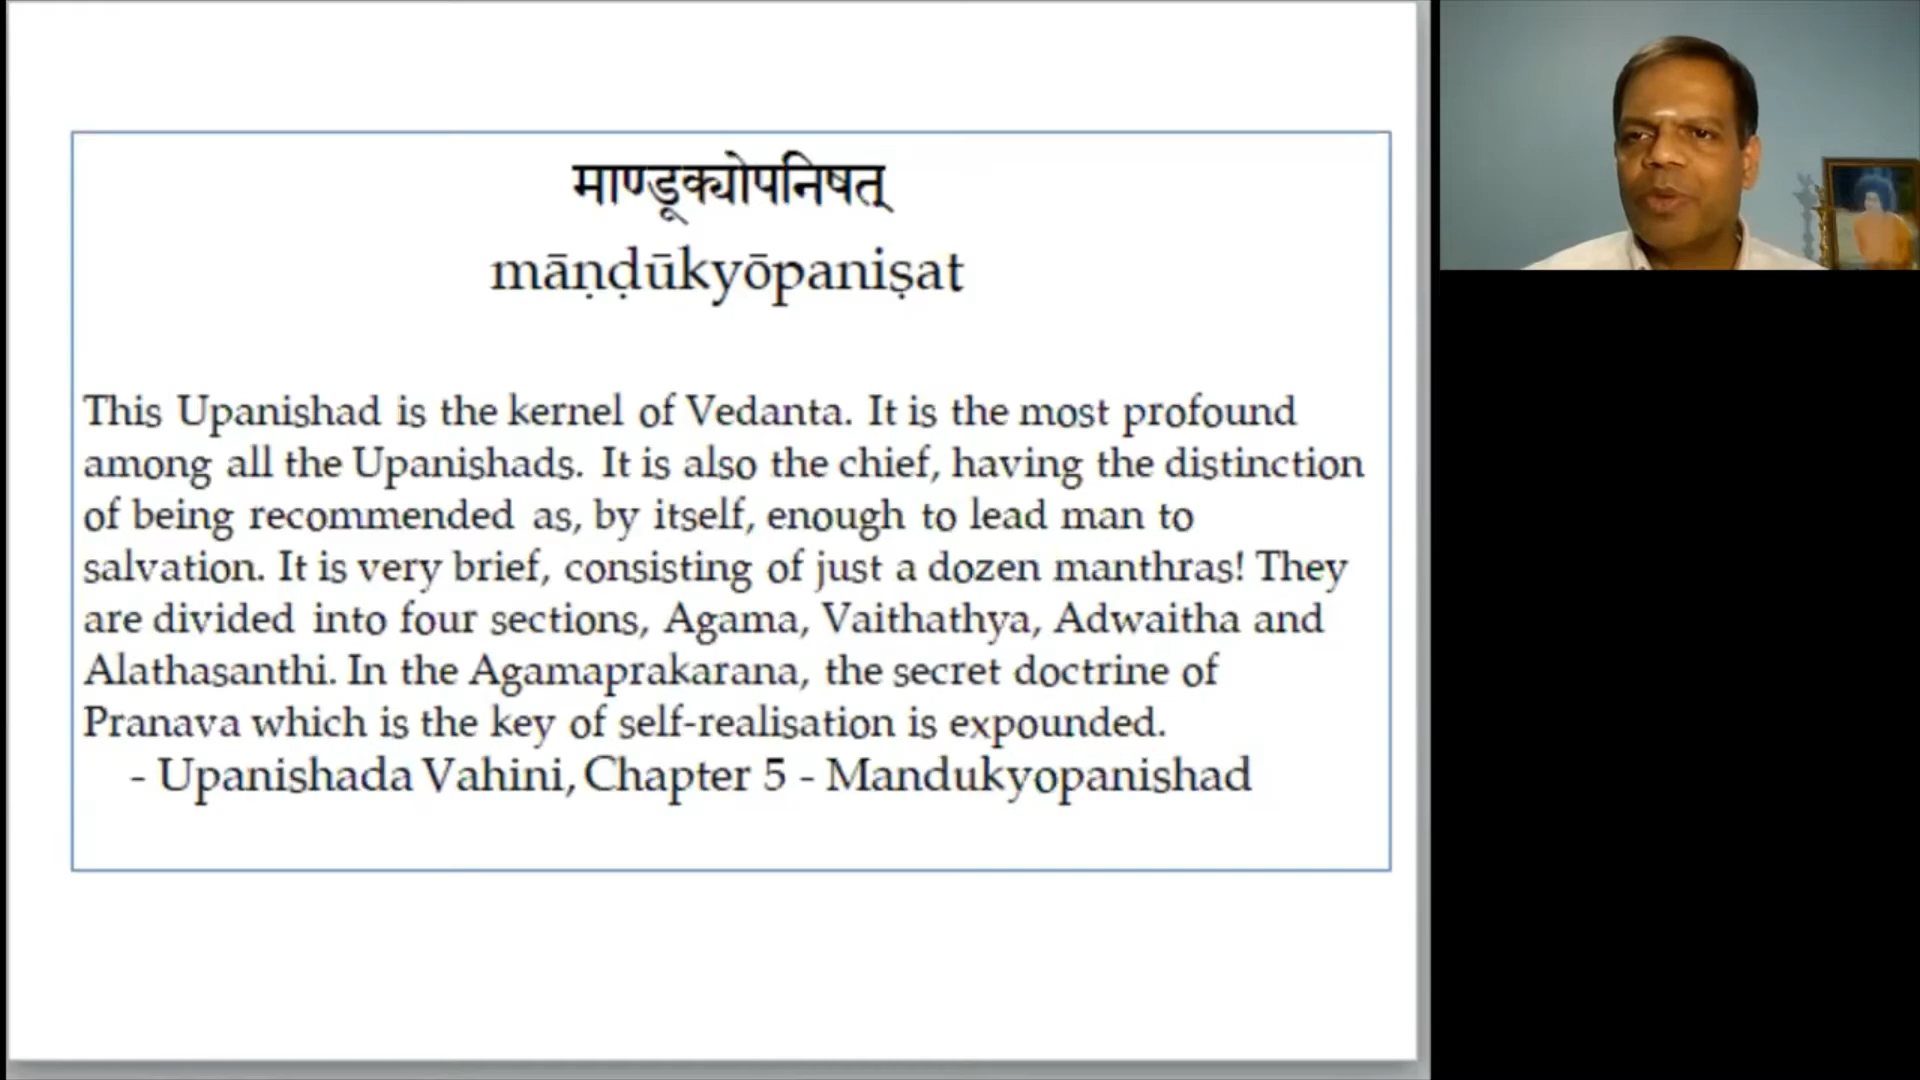 माण्डूक्योपनिषत्
māṇḍūkyōpaniṣat
This Upanishad is the kernel of Vedanta. It is the most profound
among all the Upanishads. It is also the chief, having the distinction
of being recommended as, by itself, enough to lead man to
salvation. It is very brief, consisting of just a dozen manthras! They
are divided into four sections, Agama, Vaithathya, Adwaitha and
Alathasanthi. In the Agamaprakarana, the secret doctrine of
Pranava which is the key of self-realisation is expounded.
- Upanishada Vahini, Chapter 5 - Mandukyopanishad